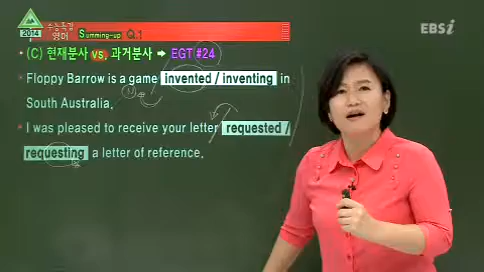 2014 수능특강 영어 Summing-up Q.1
EBSi
• (C) 현재분사 vs. 과거분사 ➡ EGT #24
• Floppy Barrow is a game invented / inventing in
South Australia.
• I was pleased to receive your letter requested /
requesting a letter of reference.